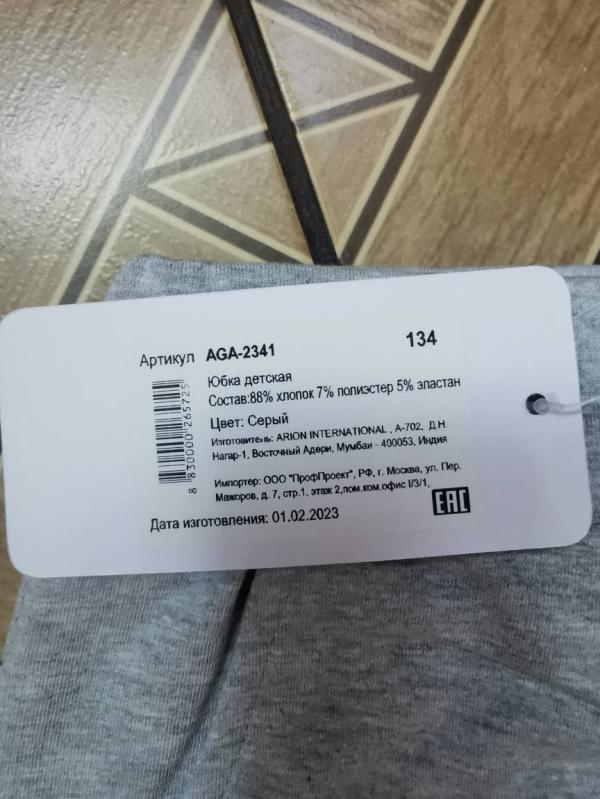 Артикул AGA-2341 134
Юбка детская
Состав:88% хлопок 7% полиэстер 5% эластан
Цвет: Серый
Изготовитель: ARION INTERNATIONAL , A-702, Д.Н.
Нагар-1, Восточный Адери, Мумбаи - 400053, Индия
Импортер: ООО "ПрофПроект", РФ, г. Москва, ул. Пер.
Мажоров, д. 7, стр.1, этаж 2,пом.ком.офис I/3/1,
EAC
Дата изготовления: 01.02.2023
8 830000 265725